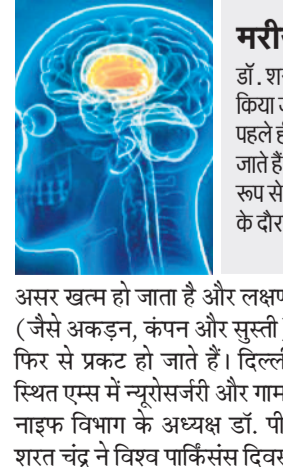 मरीज
डॉ. शर
किया ज
पहले ही
जाते हैं
रूप से
के दौर
असर खत्म हो जाता है और लक्षण
(जैसे अकड़न, कंपन और सुस्ती)
फिर से प्रकट हो जाते हैं। दिल्ली
स्थित एम्स में न्यूरोसर्जरी और गाम
नाइफ विभाग के अध्यक्ष डॉ. पी
शरत चंद्र ने विश्व पार्किंसंस दिवस